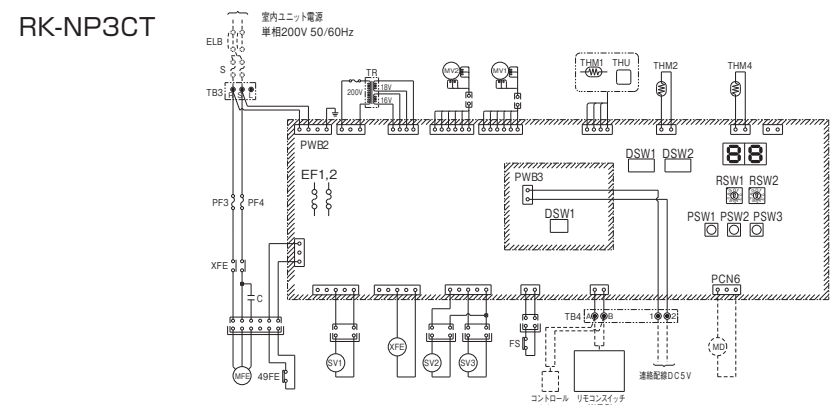 RK-NP3CT
室内ユニット電源
単相200V 50/60Hz
ELB
S
TB3
R S L
TR
200V
18V
16V
MV2
MV1
THM1 THU
THM2
THM4
PWB2
EF1,2
PWB3
DSW1
DSW1 DSW2
88
RSW1 RSW2
PSW1 PSW2 PSW3
PCN6
PF3
PF4
XFE
C
MFE
49FE
SV1
XFE
SV2
SV3
FS
TB4
A B
1 2
MD
連絡配線DC5V
コントロール
リモコンスイッチ